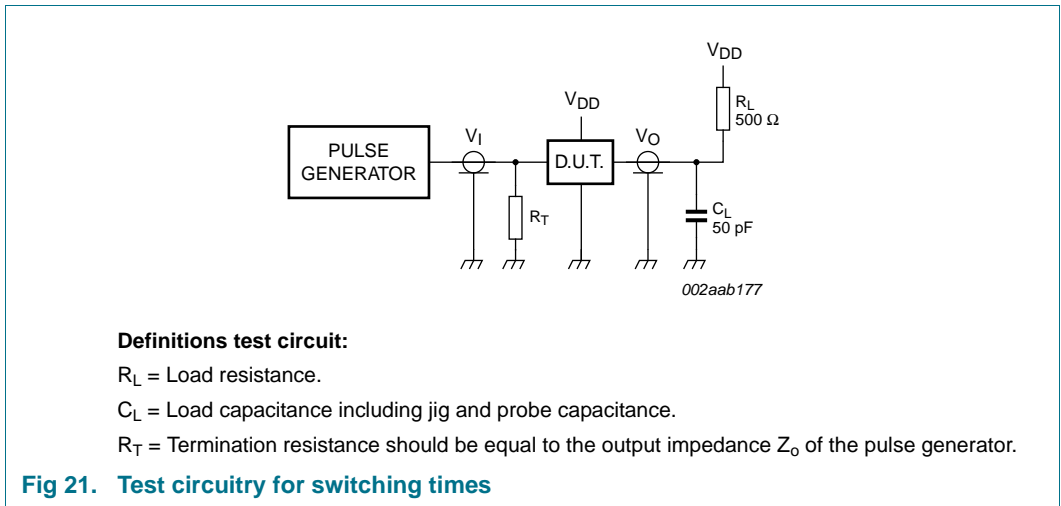 VDD
RL
500 Ω
VDD
VI
VO
PULSE
GENERATOR
D.U.T.
RT
CL
50 pF
002aab177
Definitions test circuit:
RL = Load resistance.
CL = Load capacitance including jig and probe capacitance.
RT = Termination resistance should be equal to the output impedance Zo of the pulse generator.
Fig 21. Test circuitry for switching times